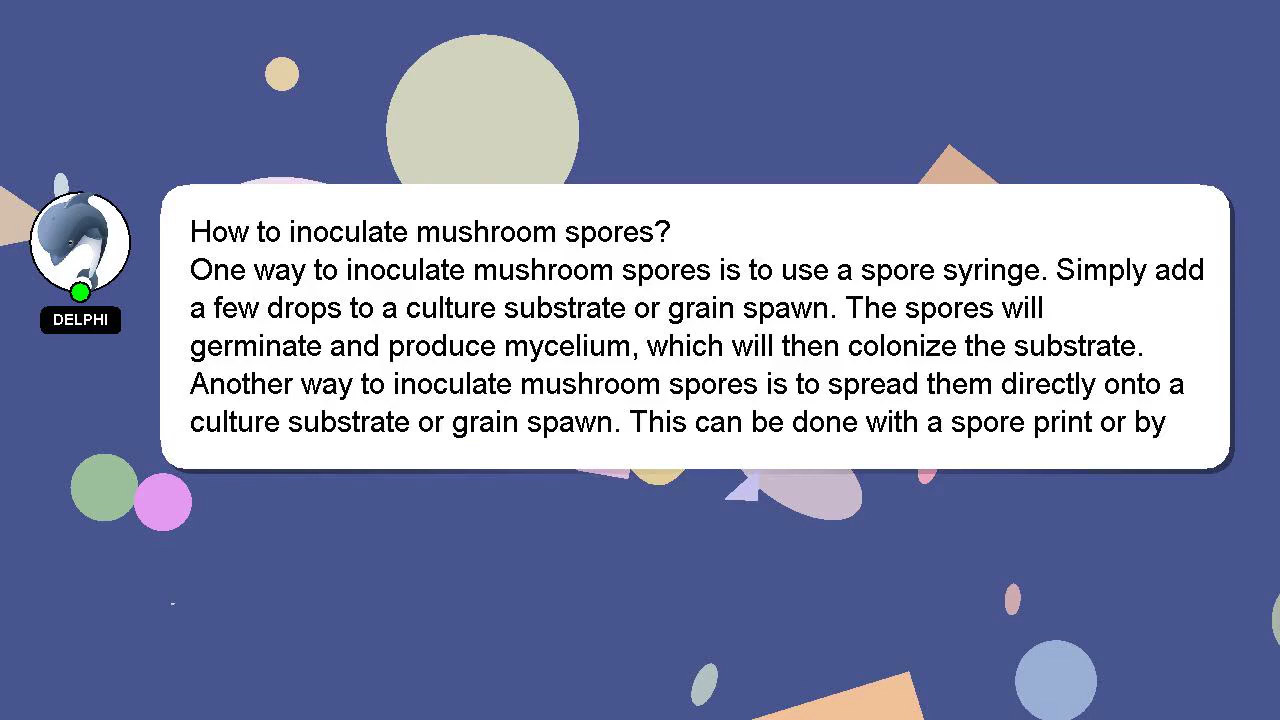 How to inoculate mushroom spores?
One way to inoculate mushroom spores is to use a spore syringe. Simply add
a few drops to a culture substrate or grain spawn. The spores will
germinate and produce mycelium, which will then colonize the substrate.
Another way to inoculate mushroom spores is to spread them directly onto a
culture substrate or grain spawn. This can be done with a spore print or by
DELPHI